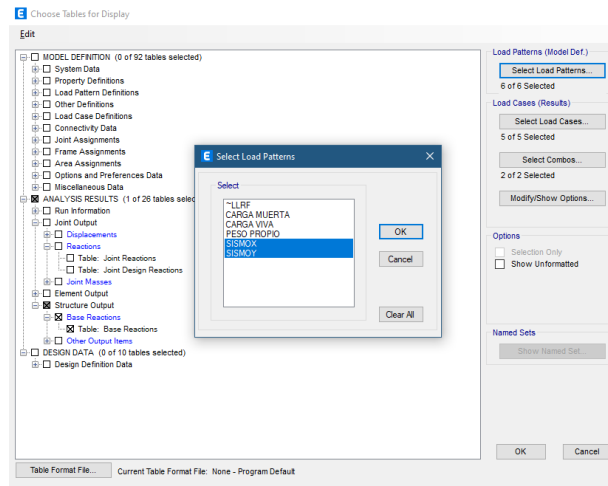 E Choose Tables for Display
Edit
MODEL DEFINITION (0 of 92 tables selected)
System Data
Property Definitions
Load Pattern Definitions
Other Definitions
Load Case Definitions
Connectivity Data
Joint Assignments
Frame Assignments
Area Assignments
Options and Preferences Data
Miscellaneous Data
ANALYSIS RESULTS (1 of 26 tables selec
Run Information
Joint Output
Displacements
Reactions
Table: Joint Reactions
Table: Joint Design Reactions
Joint Masses
Element Output
Structure Output
Base Reactions
Table: Base Reactions
Other Output Items
DESIGN DATA (0 of 10 tables selected)
Design Definition Data
E Select Load Patterns
Select
~LLRF
CARGA MUERTA
CARGA VIVA
PESO PROPIO
SISMOX
SISMOY
OK
Cancel
Clear All
Load Patterns (Model Def.)
Select Load Patterns...
6 of 6 Selected
Load Cases (Results)
Select Load Cases...
5 of 5 Selected
Select Combos...
2 of 2 Selected
Modify/Show Options...
Options
Selection Only
Show Unformatted
Named Sets
Show Named Set...
OK Cancel
Table Format File... Current Table Format File: None - Program Default